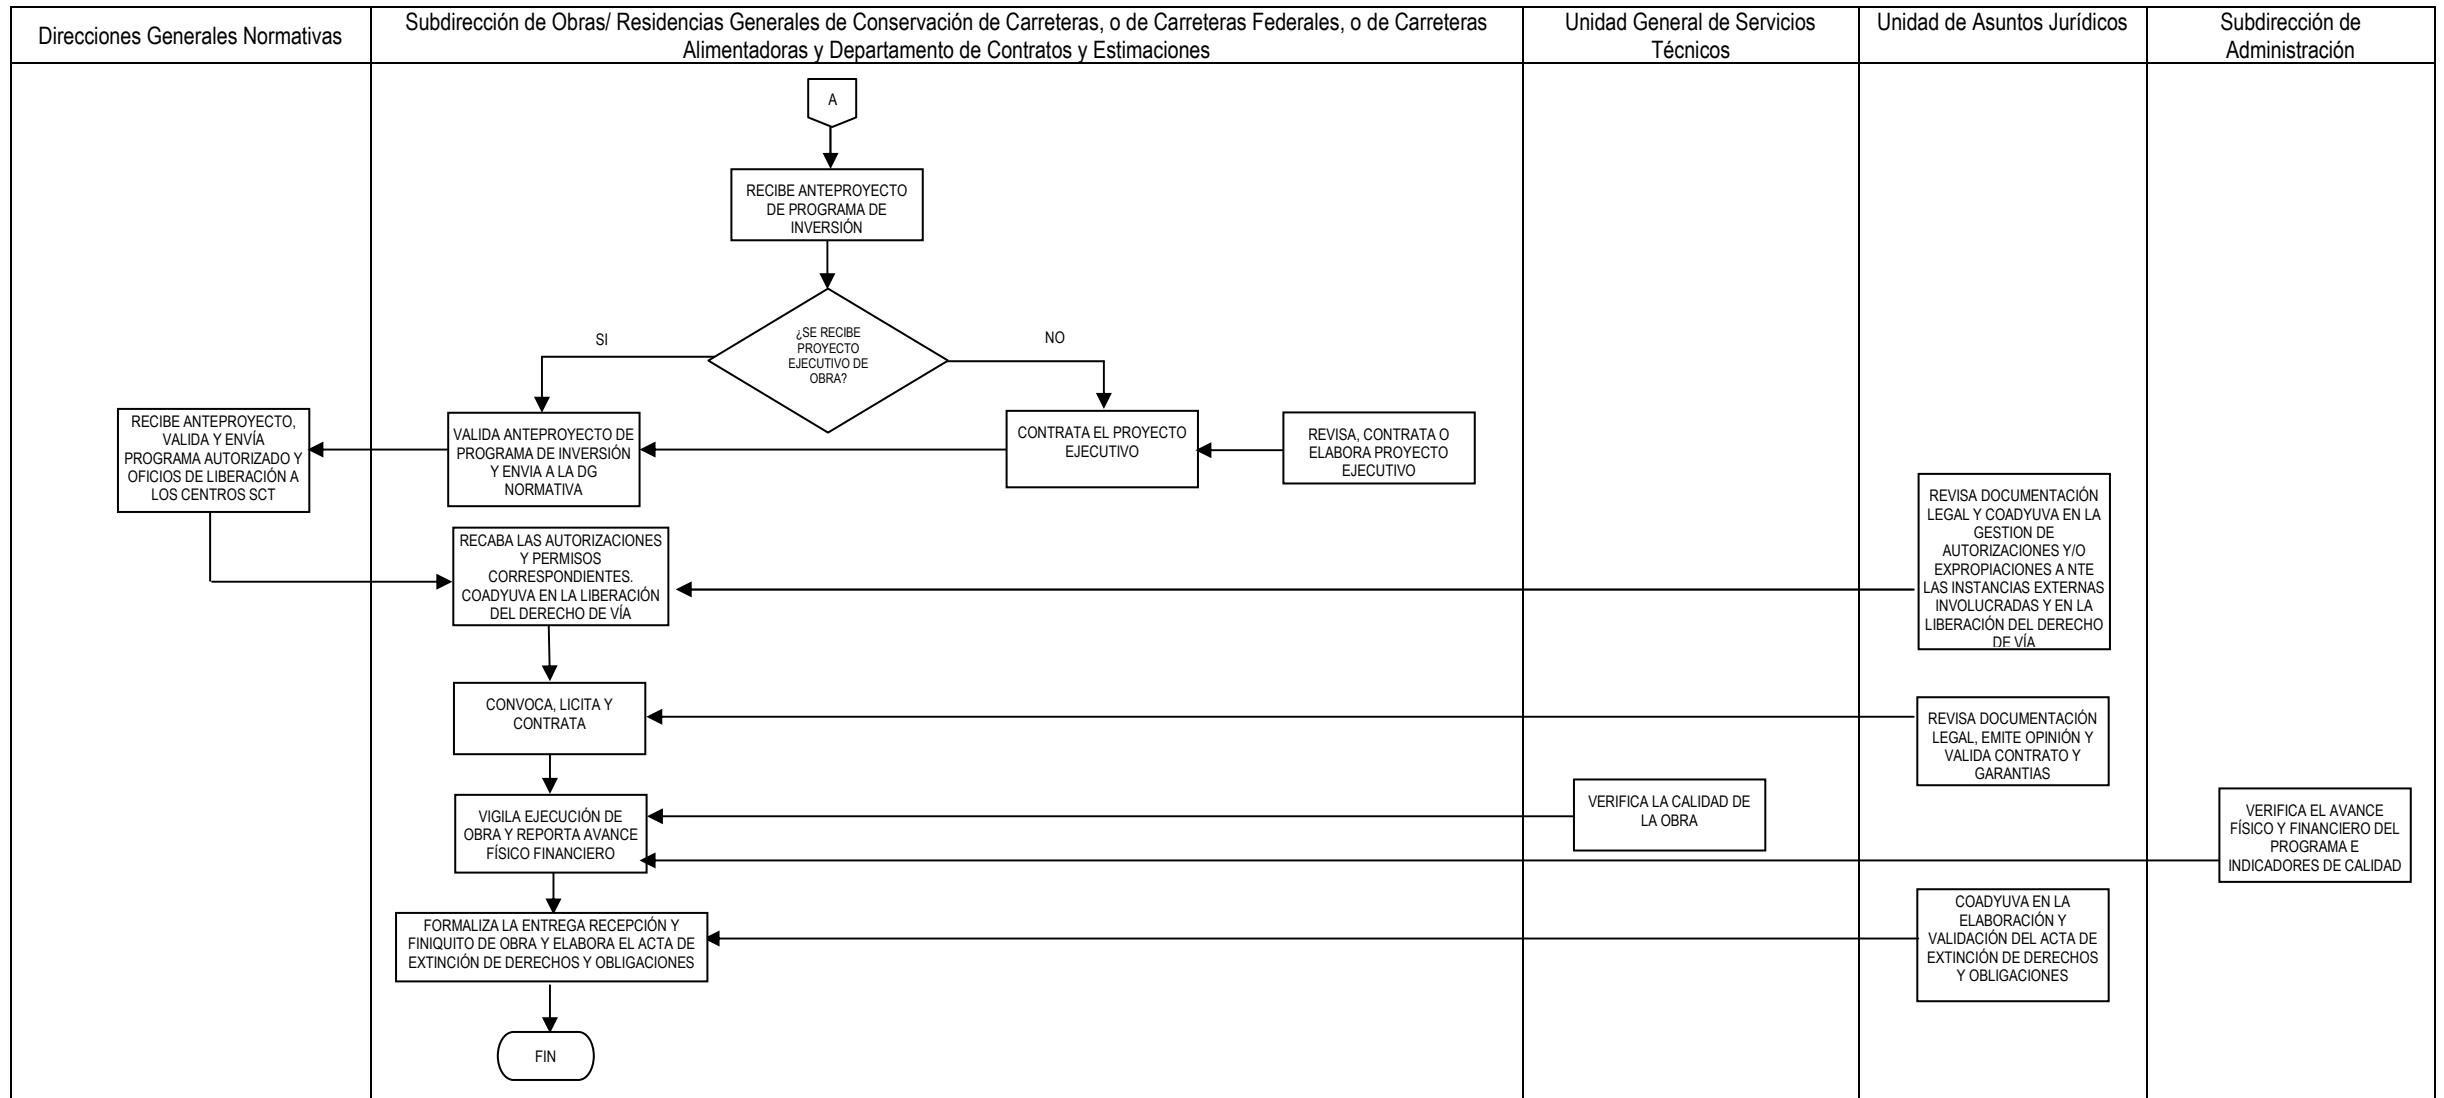 Direcciones Generales Normativas
Subdirección de Obras/ Residencias Generales de Conservación de Carreteras, o de Carreteras Federales, o de Carreteras
Alimentadoras y Departamento de Contratos y Estimaciones
Unidad General de Servicios
Técnicos
Unidad de Asuntos Jurídicos
Subdirección de
Administración
A
RECIBE ANTEPROYECTO
DE PROGRAMA DE
INVERSIÓN
¿SE RECIBE
PROYECTO
EJECUTIVO DE
OBRA?
SI
NO
RECIBE ANTEPROYECTO,
VALIDA Y ENVÍA
PROGRAMA AUTORIZADO Y
OFICIOS DE LIBERACIÓN A
LOS CENTROS SCT
VALIDA ANTEPROYECTO DE
PROGRAMA DE INVERSIÓN
Y ENVIA A LA DG
NORMATIVA
CONTRATA EL PROYECTO
EJECUTIVO
REVISA, CONTRATA O
ELABORA PROYECTO
EJECUTIVO
RECABA LAS AUTORIZACIONES
Y PERMISOS
CORRESPONDIENTES.
COADYUVA EN LA LIBERACIÓN
DEL DERECHO DE VÍA
REVISA DOCUMENTACIÓN
LEGAL Y COADYUVA EN LA
GESTION DE
AUTORIZACIONES Y/O
EXPROPIACIONES A NTE
LAS INSTANCIAS EXTERNAS
INVOLUCRADAS Y EN LA
LIBERACIÓN DEL DERECHO
DE VÍA
CONVOCA, LICITA Y
CONTRATA
REVISA DOCUMENTACIÓN
LEGAL, EMITE OPINIÓN Y
VALIDA CONTRATO Y
GARANTIAS
VIGILA EJECUCIÓN DE
OBRA Y REPORTA AVANCE
FÍSICO FINANCIERO
VERIFICA LA CALIDAD DE
LA OBRA
VERIFICA EL AVANCE
FÍSICO Y FINANCIERO DEL
PROGRAMA E
INDICADORES DE CALIDAD
FORMALIZA LA ENTREGA RECEPCIÓN Y
FINIQUITO DE OBRA Y ELABORA EL ACTA DE
EXTINCIÓN DE DERECHOS Y OBLIGACIONES
COADYUVA EN LA
ELABORACIÓN Y
VALIDACIÓN DEL ACTA DE
EXTINCIÓN DE DERECHOS
Y OBLIGACIONES
FIN